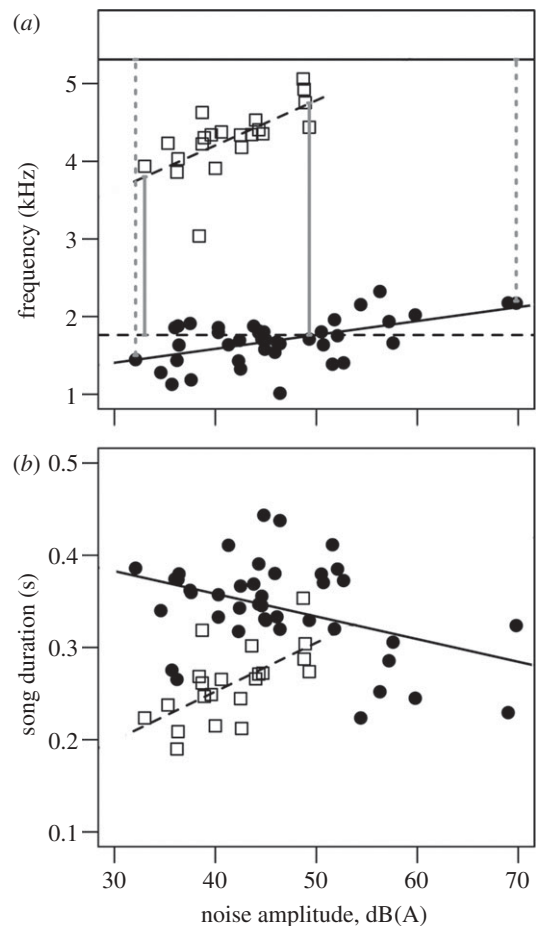 (a)
5
4
3
2
1
frequency (kHz)
(b)
0.5
0.4
0.3
0.2
0.1
song duration (s)
30 40 50 60 70
noise amplitude, dB(A)